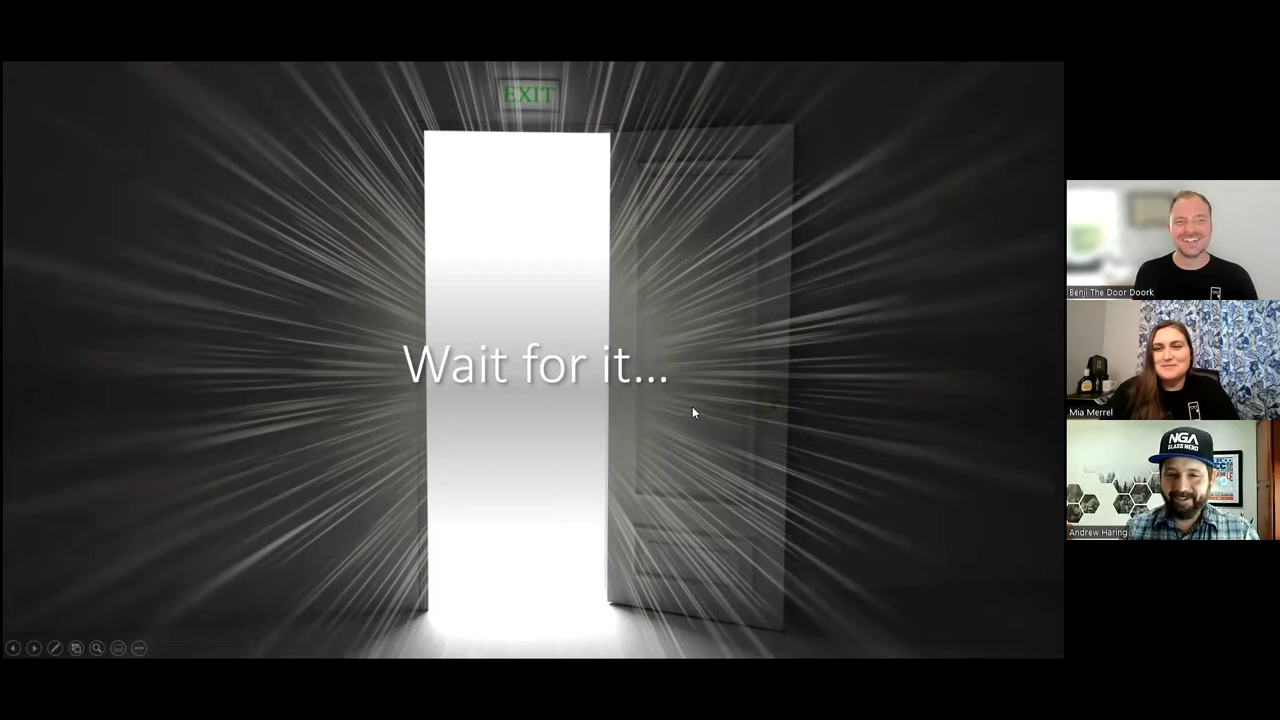 EXIT
Wait for it...
Benji The Door Doork
Mia Merrel
NGA
GLASS NERD
Andrew Haring